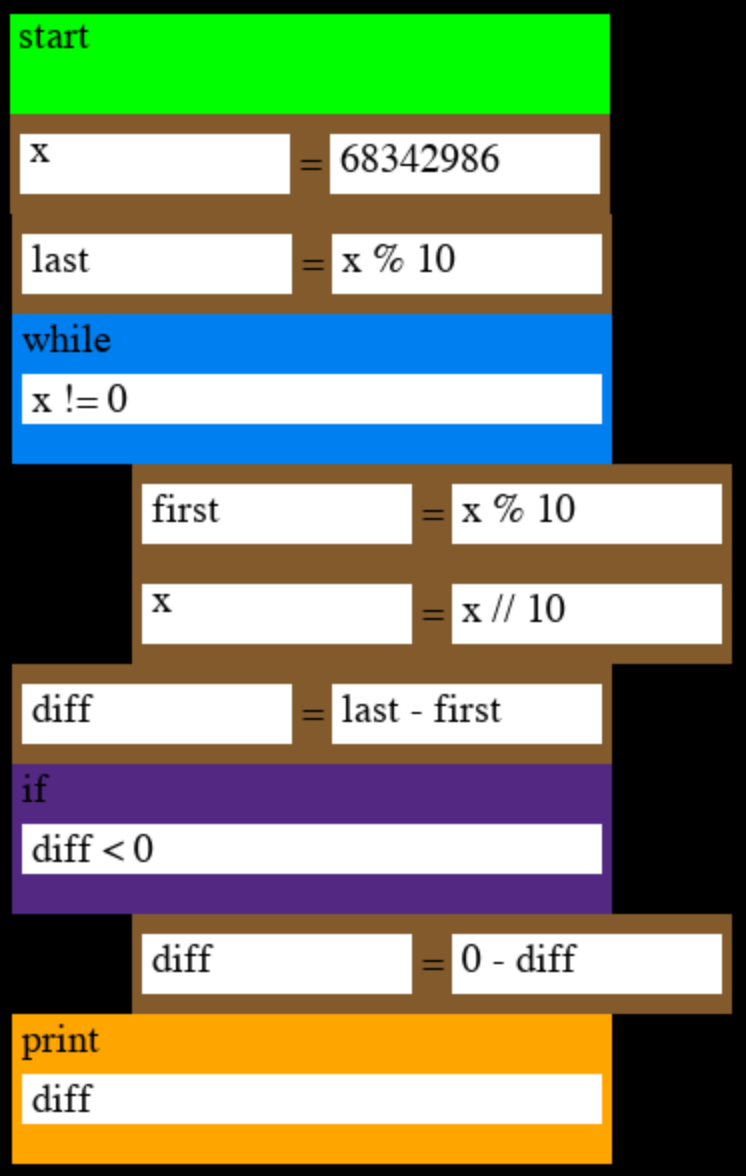 start
x = 68342986
last = x % 10
while
x != 0
first = x % 10
x = x // 10
diff = last - first
if
diff < 0
diff = 0 - diff
print
diff